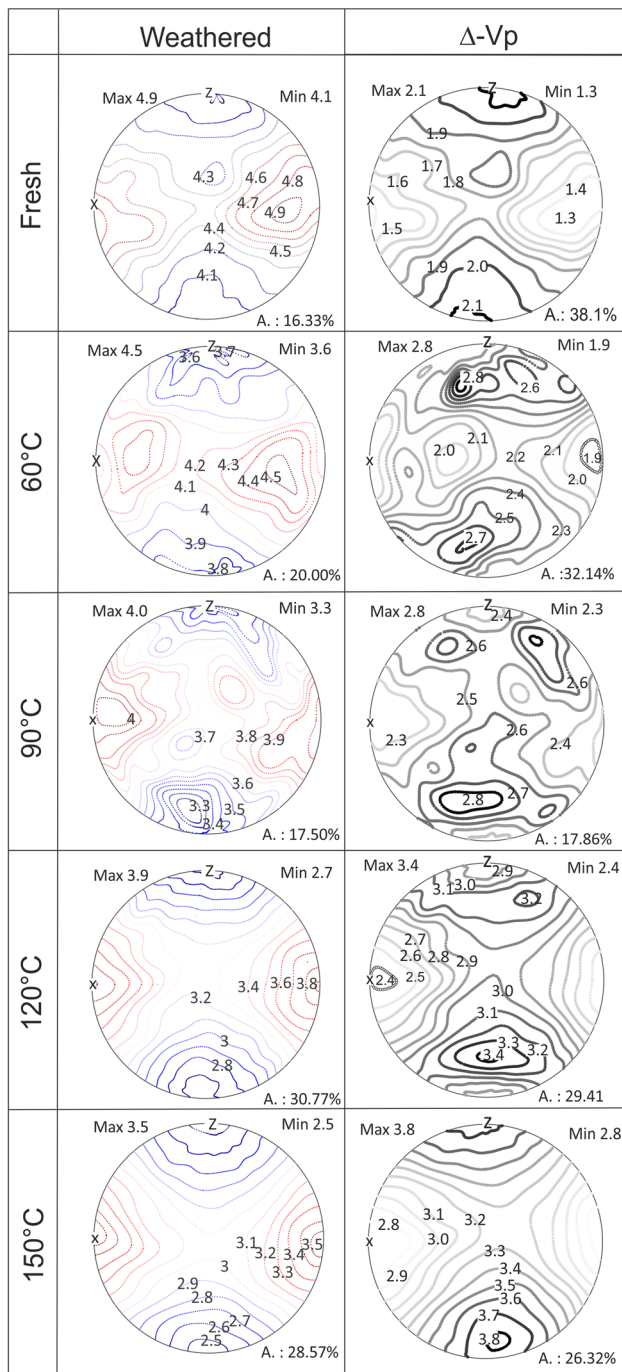 Weathered Δ-Vp
Fresh
Max 4.9 Z Min 4.1
4.3 4.6 4.8
X 4.7 4.9
4.4
4.2 4.5
4.1
A. : 16.33%
Max 2.1 Z Min 1.3
1.9
1.7
1.6 1.8 1.4
X
1.5 1.3
1.9 2.0
2.1
A.: 38.1%
60°C
Max 4.5 Z Min 3.6
3.6 3.7
X 4.2 4.3
4.1 4.4 4.5
4
3.9
3.8
A. : 20.00%
Max 2.8 Z Min 1.9
2.8 2.6
2.1
X 2.0 2.2 2.1 1.9
2.0
2.4
2.5 2.3
2.7
A. :32.14%
90°C
Max 4.0 Z Min 3.3
X 4
3.7 3.8 3.9
3.6
3.3 3.5
3.4
A. : 17.50%
Max 2.8 Z Min 2.3
2.4
2.6
2.6
2.5
X
2.3 2.6 2.4
2.8 2.7
A. : 17.86%
120°C
Max 3.9 Z Min 2.7
X 3.4 3.6 3.8
3.2
3
2.8
A. : 30.77%
Max 3.4 Z Min 2.4
2.9
3.1 3.0 3.2
2.7
2.6 2.8 2.9
X 2.4 2.5
3.0
3.1
3.3
3.4 3.2
A. : 29.41
150°C
Max 3.5 Z Min 2.5
X 3.1 3.2 3.4 3.5
3 3.3
2.9
2.8
2.6 2.7
2.5
A. : 28.57%
Max 3.8 Z Min 2.8
2.8 3.1 3.2
X 3.0
3.3
2.9 3.4
3.5
3.6
3.7
3.8
A. : 26.32%